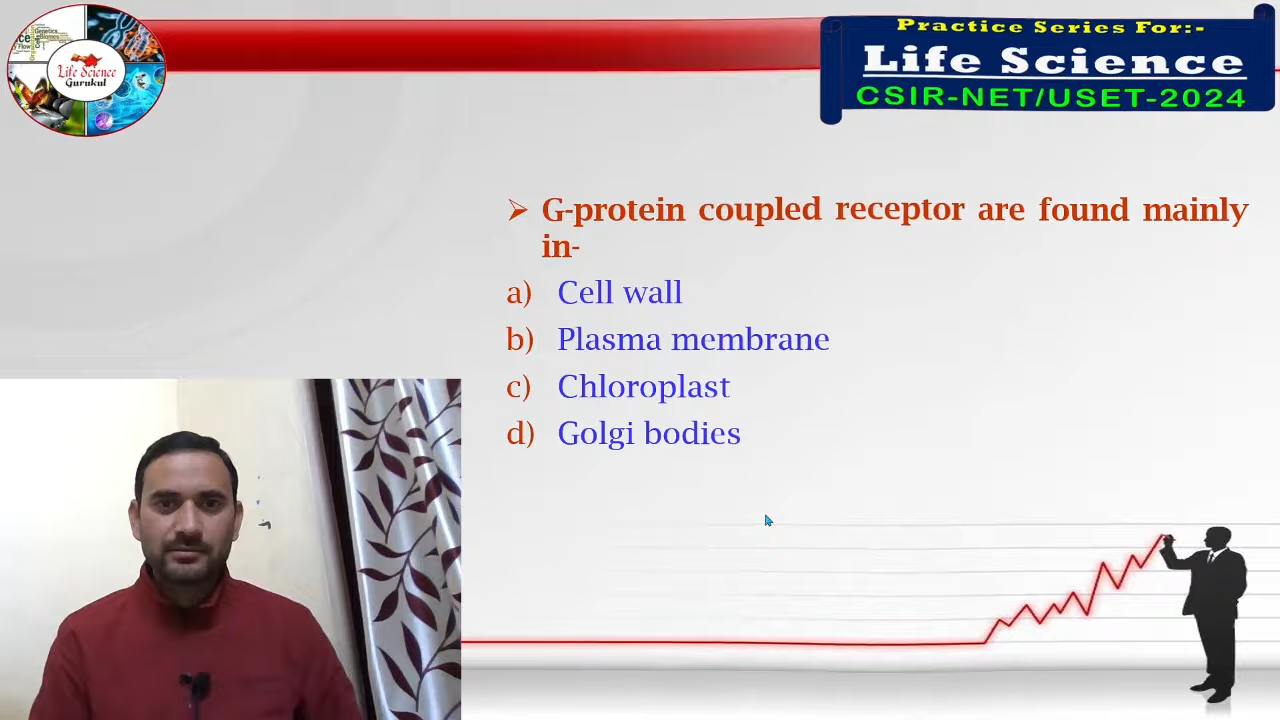 Life Science
Gurukul
Genetics
Practice Series For:-
Life Science
CSIR-NET/USET-2024
➢ G-protein coupled receptor are found mainly
in-
a) Cell wall
b) Plasma membrane
c) Chloroplast
d) Golgi bodies